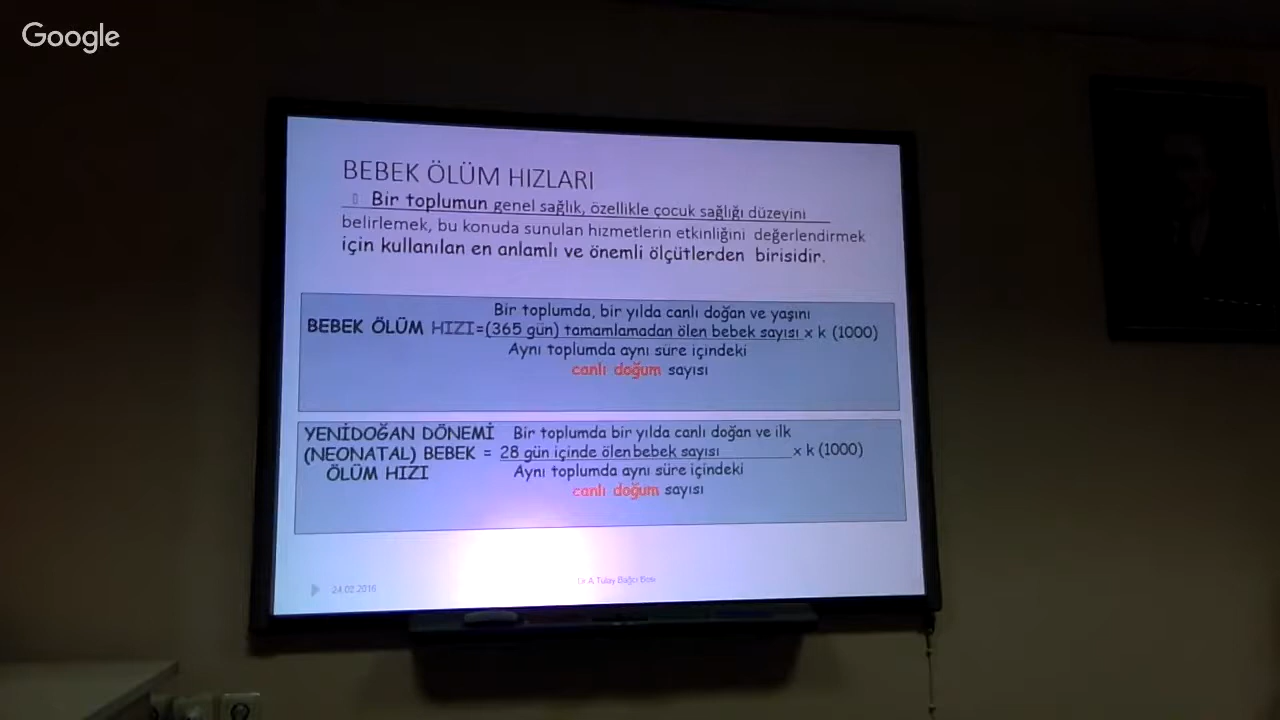 Google
BEBEK ÖLÜM HIZLARI
Bir toplumun genel sağlık, özellikle çocuk sağlığı düzeyini
belirlemek, bu konuda sunulan hizmetlerin etkinliğini değerlendirmek
için kullanılan en anlamlı ve önemli ölçütlerden birisidir.
Bir toplumda, bir yılda canlı doğan ve yaşını
BEBEK ÖLÜM HIZI=(365 gün) tamamlamadan ölen bebek sayısı x k (1000)
Aynı toplumda aynı süre içindeki
canlı doğum sayısı
YENİDOĞAN DÖNEMİ Bir toplumda bir yılda canlı doğan ve ilk
(NEONATAL) BEBEK = 28 gün içinde ölen bebek sayısı x k (1000)
ÖLÜM HIZI Aynı toplumda aynı süre içindeki
canlı doğum sayısı
24.02.2016
Tulay Bağcı